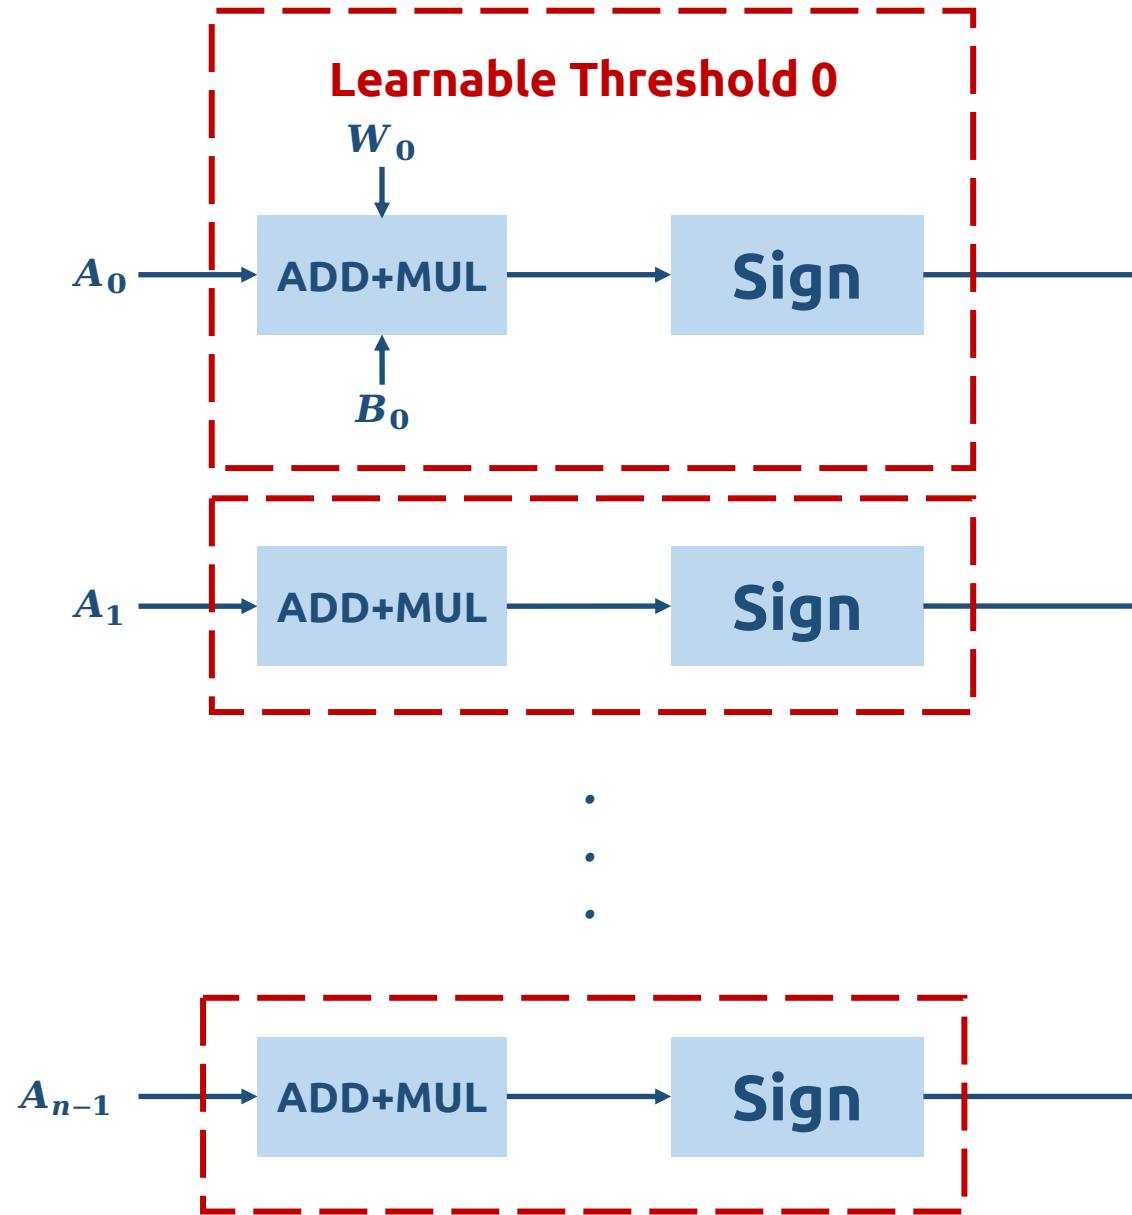 Learnable Threshold 0
W₀
A₀ ADD+MUL Sign
B₀
A₁ ADD+MUL Sign
.
.
.
Aₙ₋₁ ADD+MUL Sign